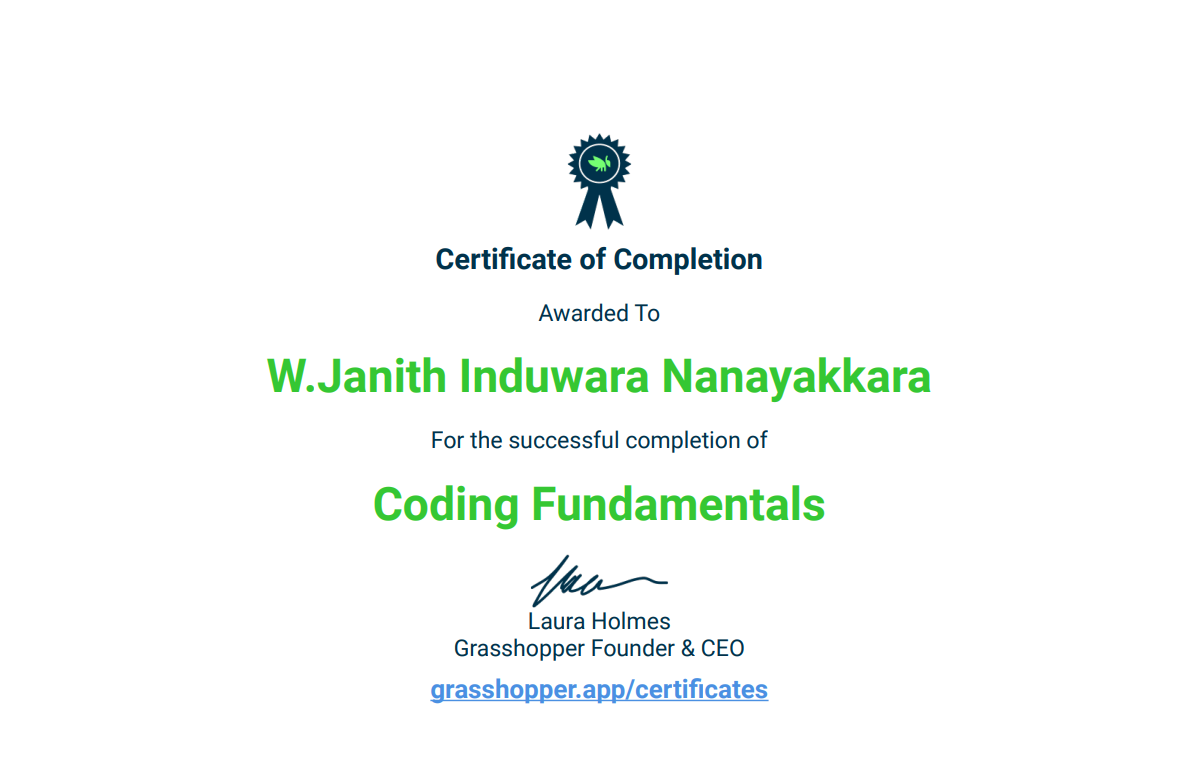 Certificate of Completion
Awarded To
W.Janith Induwara Nanayakkara
For the successful completion of
Coding Fundamentals
Laura Holmes
Grasshopper Founder & CEO
grasshopper.app/certificates